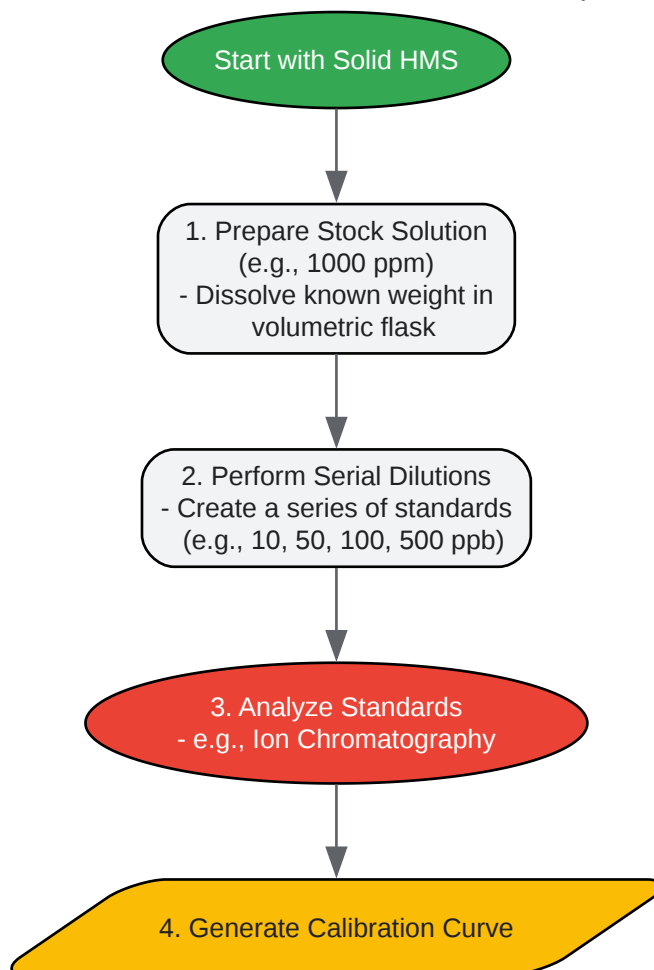 Start with Solid HMS
1. Prepare Stock Solution
(e.g., 1000 ppm)
- Dissolve known weight in
volumetric flask
2. Perform Serial Dilutions
- Create a series of standards
(e.g., 10, 50, 100, 500 ppb)
3. Analyze Standards
- e.g., Ion Chromatography
4. Generate Calibration Curve